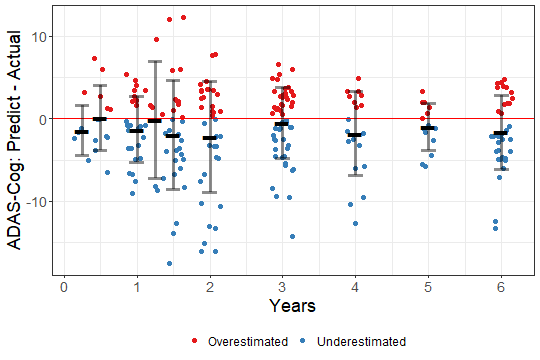 ADAS-Cog: Predict - Actual
10
0
-10
0 1 2 3 4 5 6
Years
Overestimated Underestimated